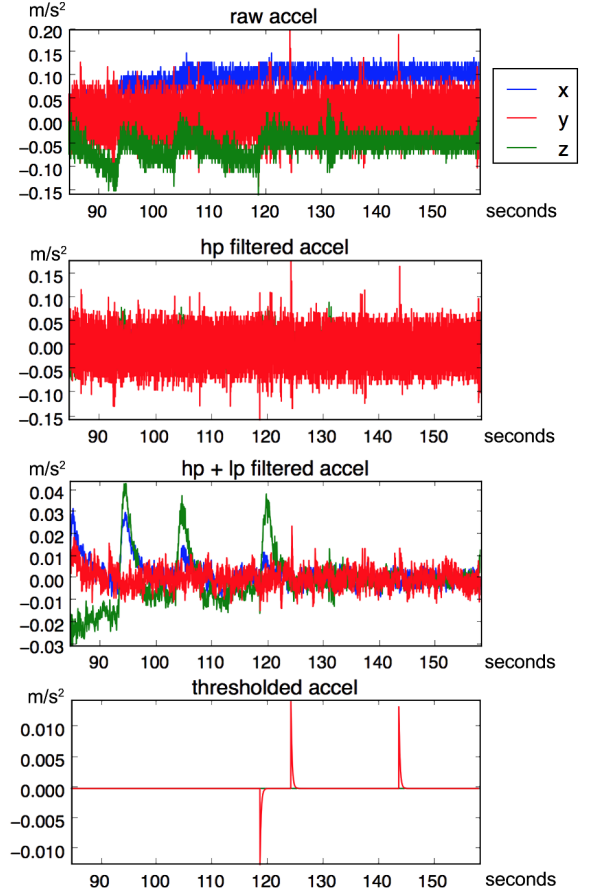 m/s²
raw accel
0.20
0.15
0.10
0.05
0.00
−0.05
−0.10
−0.15
90 100 110 120 130 140 150 seconds
x
y
z
m/s²
hp filtered accel
0.15
0.10
0.05
0.00
−0.05
−0.10
−0.15
90 100 110 120 130 140 150 seconds
m/s²
hp + lp filtered accel
0.04
0.03
0.02
0.01
0.00
−0.01
−0.02
−0.03
90 100 110 120 130 140 150 seconds
m/s²
thresholded accel
0.010
0.005
0.000
−0.005
−0.010
90 100 110 120 130 140 150 seconds